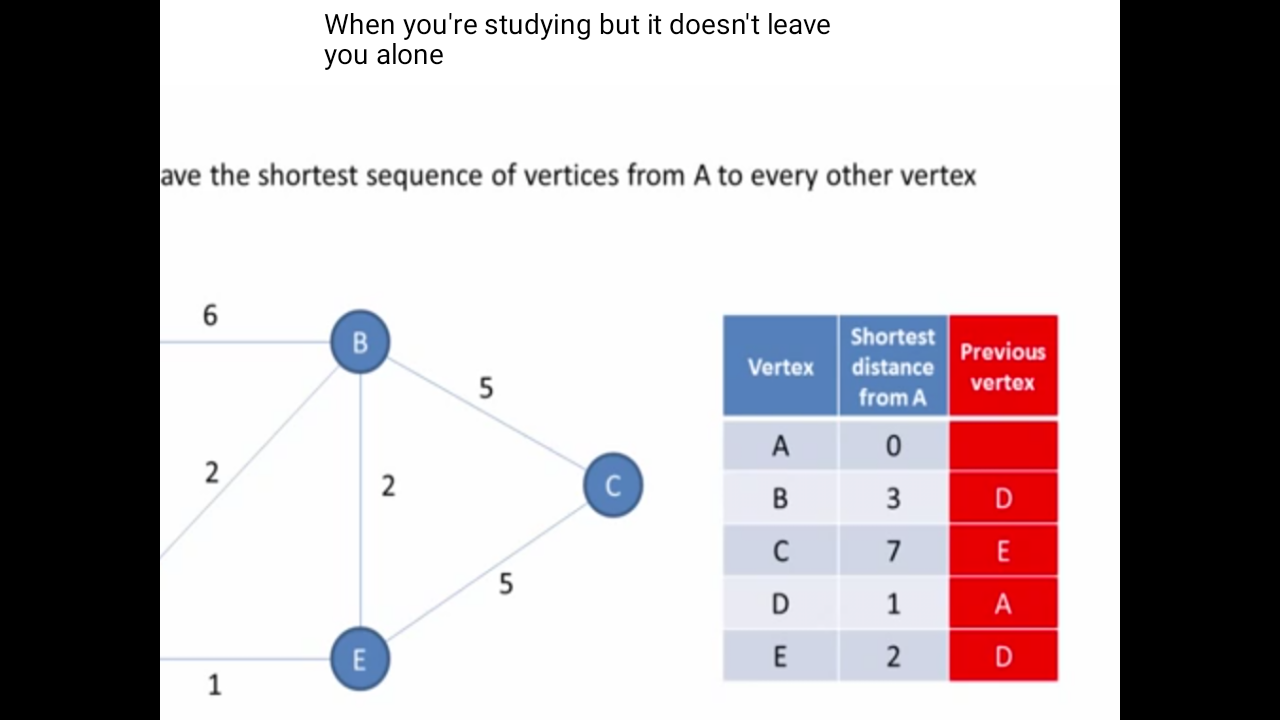 When you're studying but it doesn't leave
you alone
ave the shortest sequence of vertices from A to every other vertex
6
B
5
2
2
C
5
E
1
Vertex Shortest distance from A Previous vertex
A 0
B 3 D
C 7 E
D 1 A
E 2 D